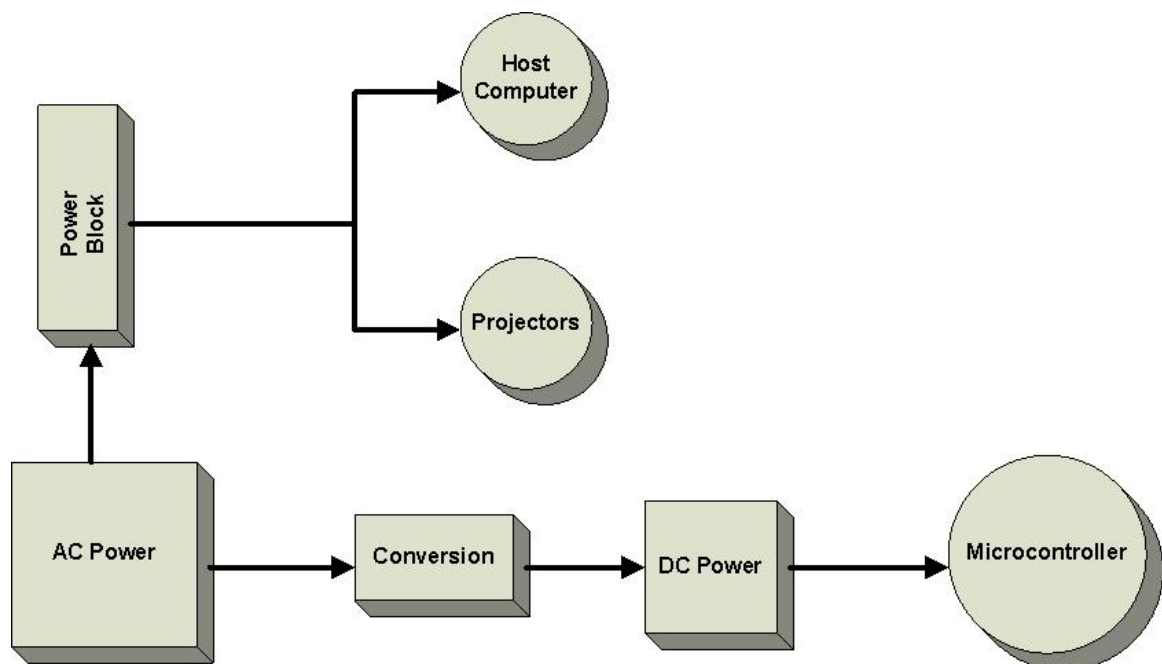 Host
Computer
Power
Block
Projectors
AC Power
Conversion
DC Power
Microcontroller